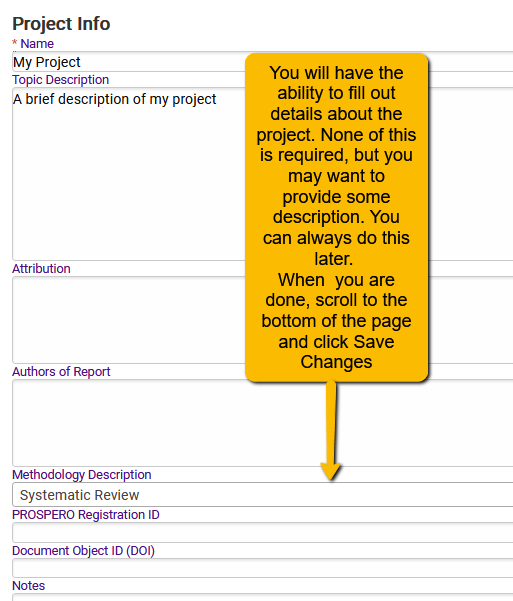 Project Info
* Name
My Project
Topic Description
A brief description of my project
You will have the
ability to fill out
details about the
project. None of this
is required, but you
may want to
provide some
description. You
can always do this
later.
When  you are
done, scroll to the
bottom of the page
and click Save
Changes
Attribution
Authors of Report
Methodology Description
Systematic Review
PROSPERO Registration ID
Document Object ID (DOI)
Notes